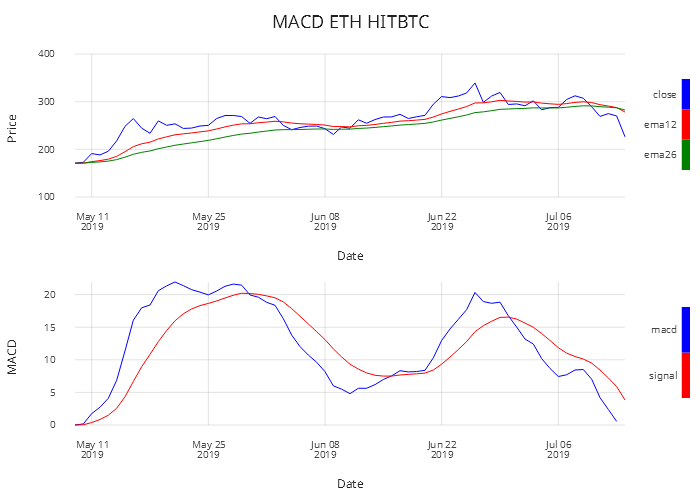 MACD ETH HITBTC
Price
400
300
200
100
May 11
2019
May 25
2019
Jun 08
2019
Jun 22
2019
Jul 06
2019
Date
close
ema12
ema26
MACD
20
15
10
5
0
May 11
2019
May 25
2019
Jun 08
2019
Jun 22
2019
Jul 06
2019
Date
macd
signal